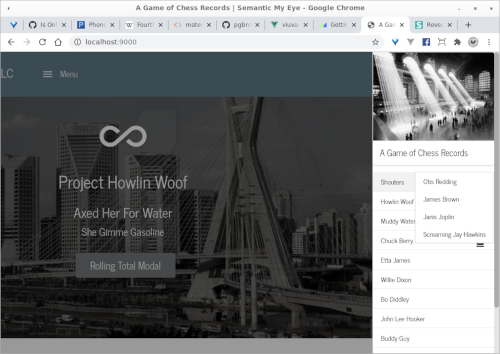 A Game of Chess Records | Semantic My Eye - Google Chrome
Is On
Phon
Fourt
mate
pgbn
viuva
Getti
A Ga
Reve
localhost:9000
LC
Menu
Project Howlin Woof
Axed Her For Water
She Gimme Gasoline
Rolling Total Modal
A Game of Chess Records
Shouters
Otis Redding
James Brown
Janis Joplin
Screaming Jay Hawkins
Howlin Woof
Muddy Water
Chuck Berry
Etta James
Willie Dixon
Bo Diddley
John Lee Hooker
Buddy Guy